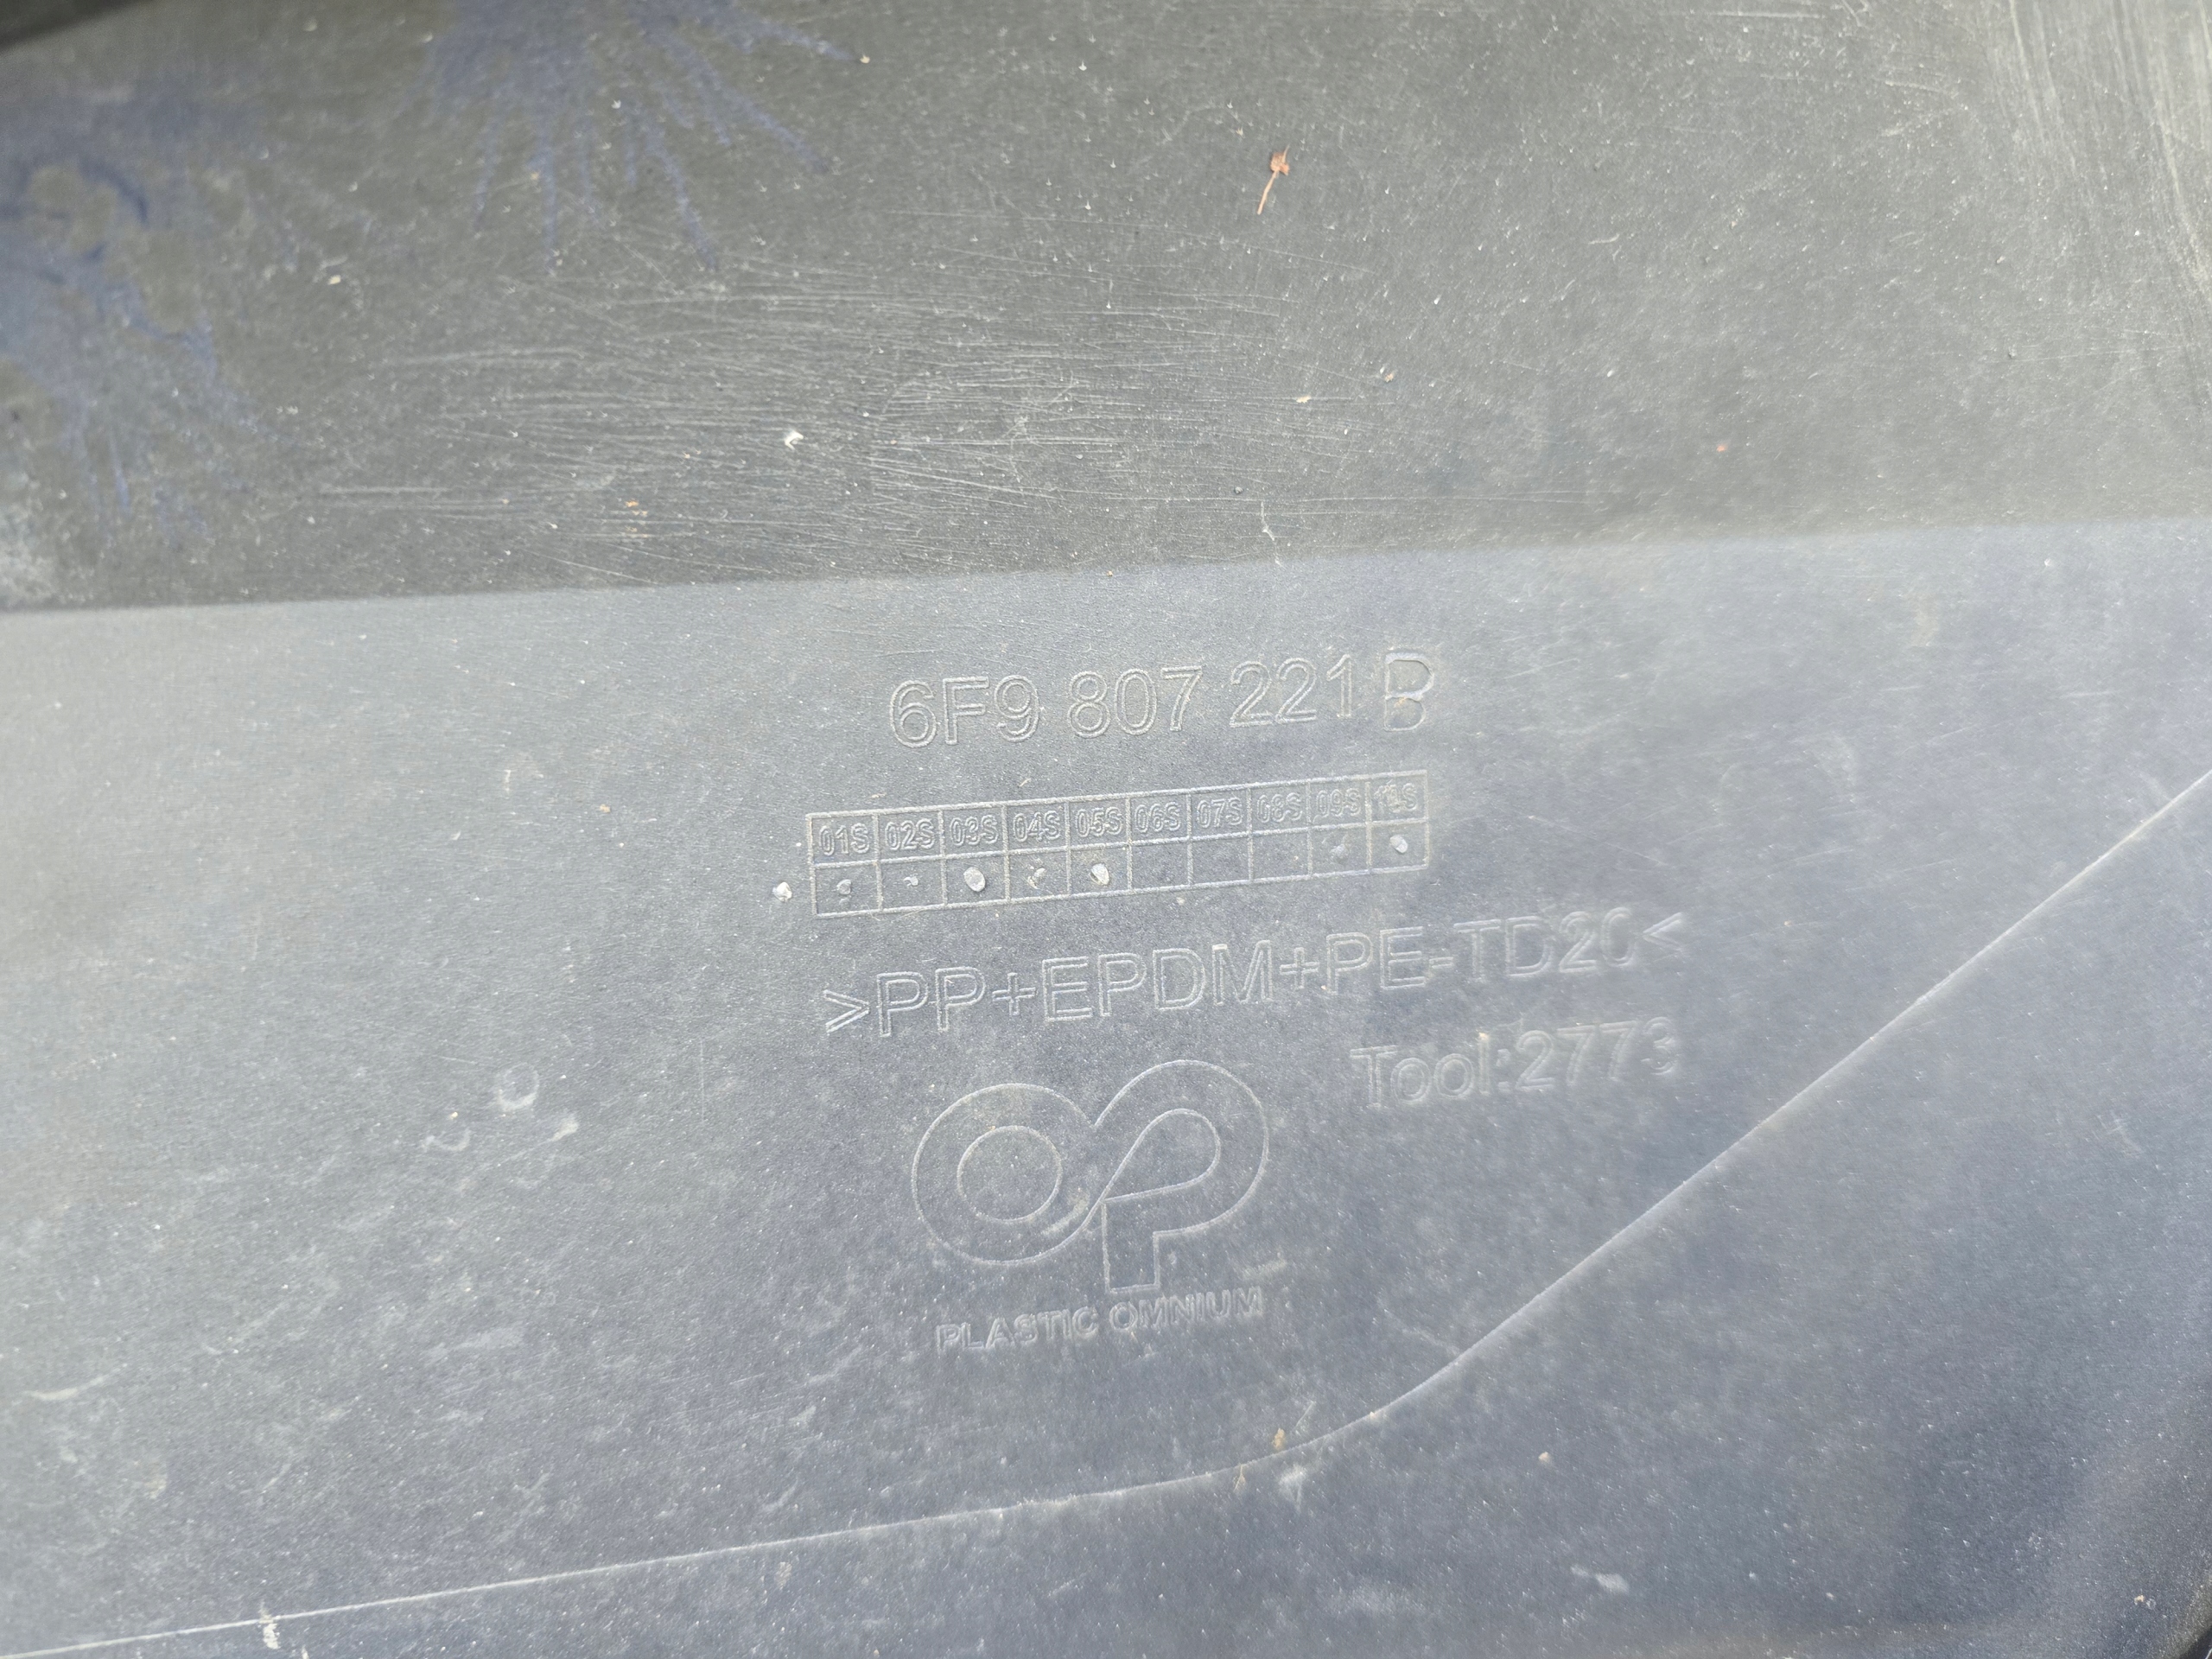 6F9 807 221 B
01S 02S 03S 04S 05S 06S 07S 08S 09S
>PP+EPDM+PE-TD20<
Tool:2773
OP
PLASTIC OMNIUM